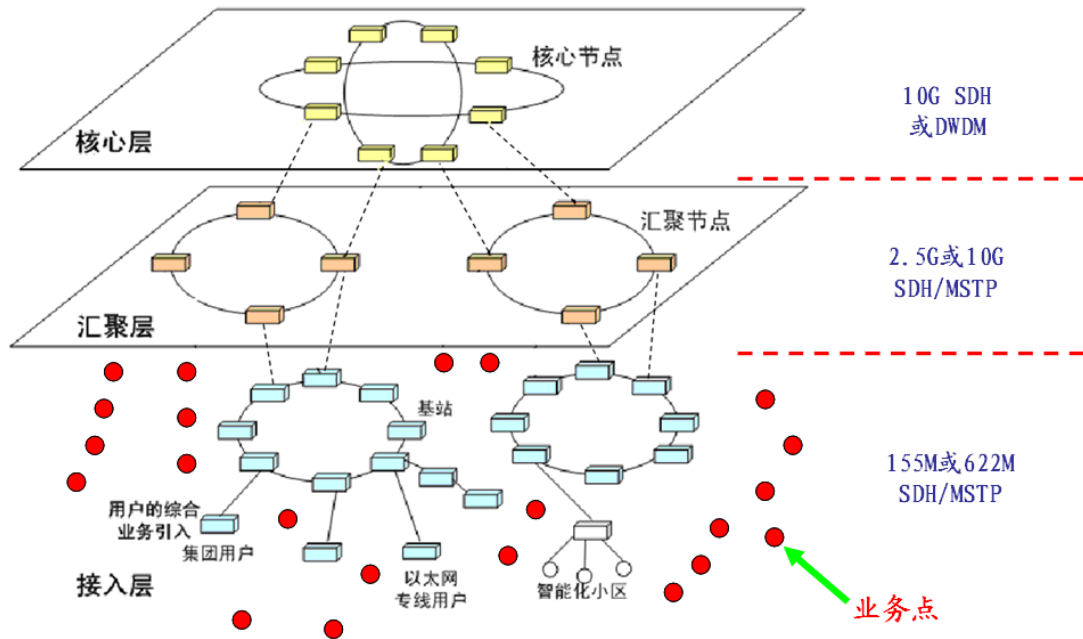 核心节点
核心层
10G SDH
或DWDM
汇聚节点
汇聚层
2.5G或10G
SDH/MSTP
基站
用户的综合
业务引入
集团用户
以太网
专线用户
智能化小区
接入层
155M或622M
SDH/MSTP
业务点